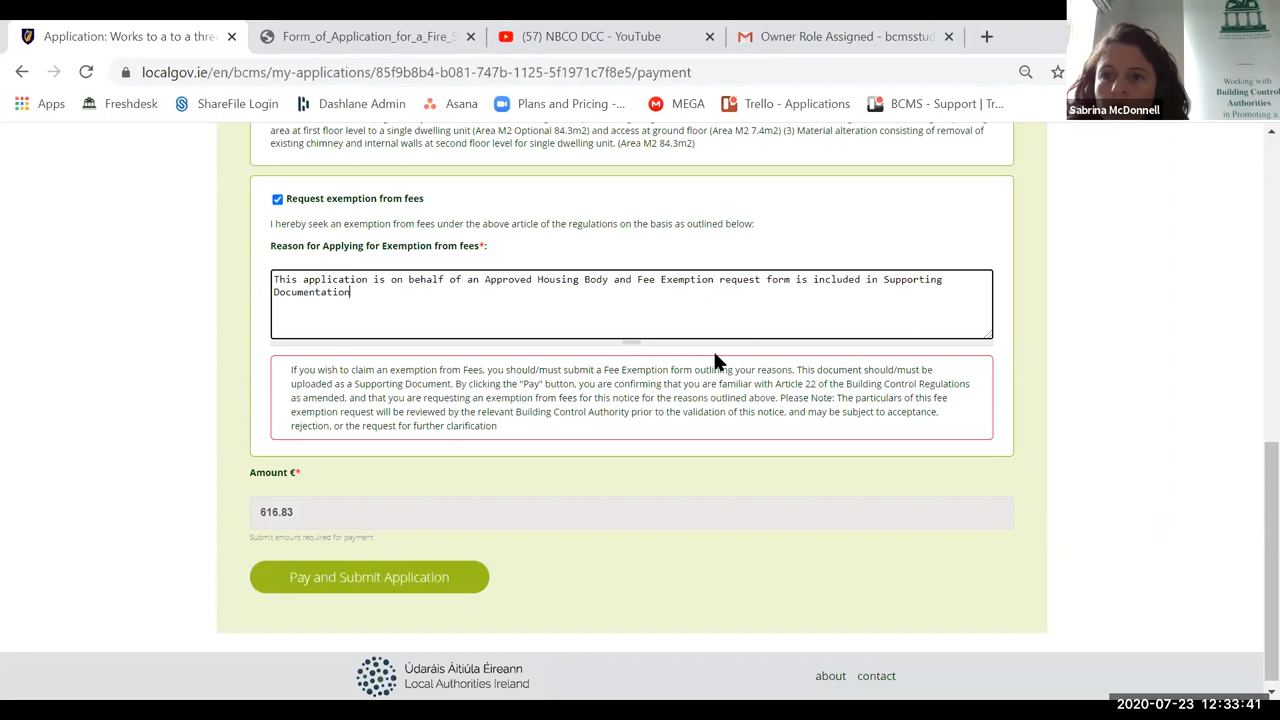 Application: Works to a to a thre
Form_of_Application_for_a_Fire_S
(57) NBCO DCC - YouTube
Owner Role Assigned - bcmsstud
localgov.ie/en/bcms/my-applications/85f9b8b4-b081-747b-1125-5f1971c7f8e5/payment
Apps
Freshdesk
ShareFile Login
Dashlane Admin
Asana
Plans and Pricing -...
MEGA
Trello - Applications
BCMS - Support | Tr...
Working with
Building Control
Authorities
in Promoting a
Sabrina McDonnell
area at first floor level to a single dwelling unit (Area M2 Optional 84.3m2) and access at ground floor (Area M2 7.4m2) (3) Material alteration consisting of removal of
existing chimney and internal walls at second floor level for single dwelling unit. (Area M2 84.3m2)
Request exemption from fees
I hereby seek an exemption from fees under the above article of the regulations on the basis as outlined below:
Reason for Applying for Exemption from fees*:
This application is on behalf of an Approved Housing Body and Fee Exemption request form is included in Supporting
Documentation
If you wish to claim an exemption from Fees, you should/must submit a Fee Exemption form outlining your reasons. This document should/must be
uploaded as a Supporting Document. By clicking the "Pay" button, you are confirming that you are familiar with Article 22 of the Building Control Regulations
as amended, and that you are requesting an exemption from fees for this notice for the reasons outlined above. Please Note: The particulars of this fee
exemption request will be reviewed by the relevant Building Control Authority prior to the validation of this notice, and may be subject to acceptance,
rejection, or the request for further clarification
Amount €*
616.83
Submit amount required for payment
Pay and Submit Application
Údaráis Áitiúla Éireann
Local Authorities Ireland
about
contact
2020-07-23 12:33:41